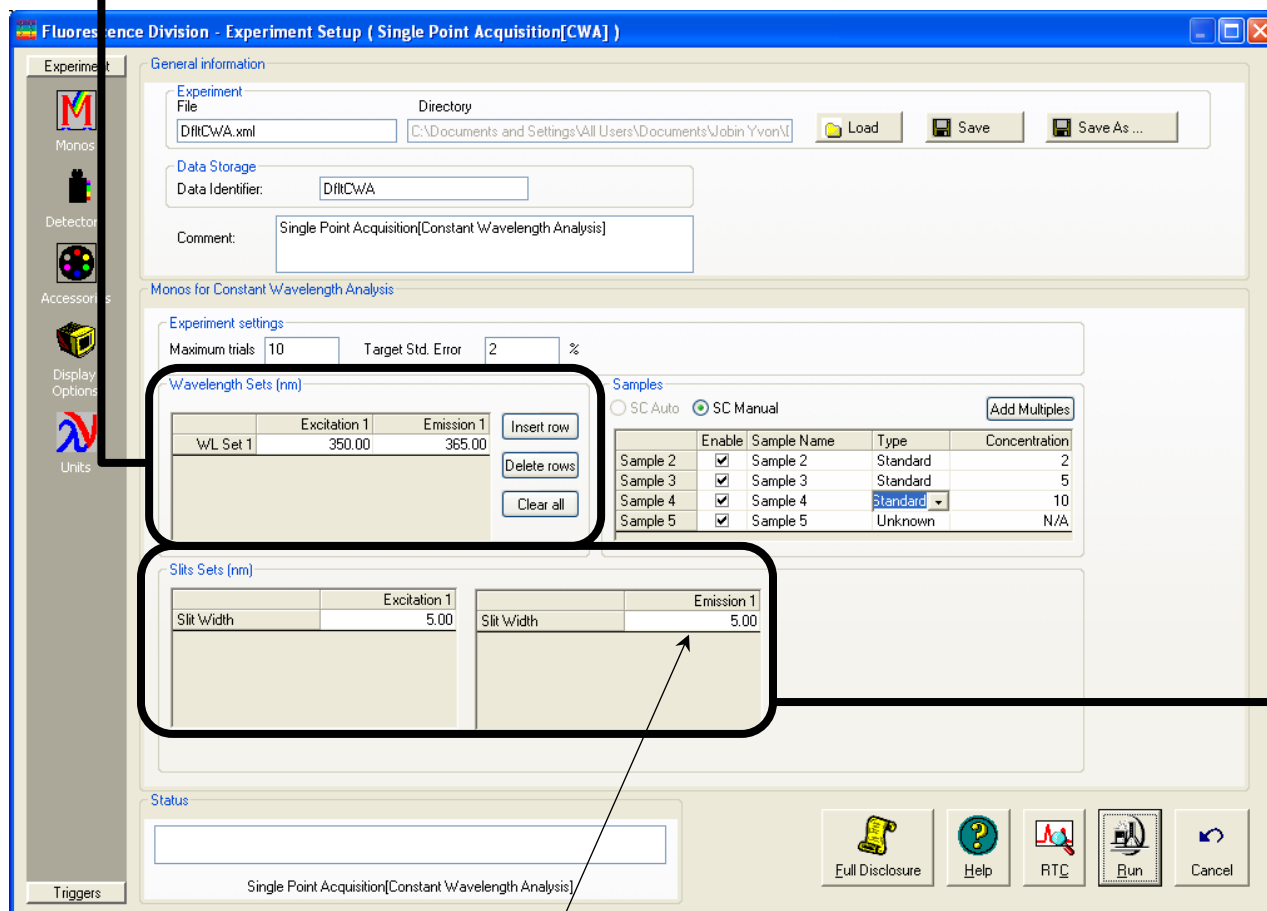 Fluorescence Division - Experiment Setup ( Single Point Acquisition[CWA] )
Experiment
Monos
Detector
Accessories
Display
Options
Units
Triggers
General information
Experiment
File Directory
DfltCWA.xml C:\Documents and Settings\All Users\Documents\Jobin Yvon\ Load Save Save As ...
Data Storage
Data Identifier: DfltCWA
Comment: Single Point Acquisition[Constant Wavelength Analysis]
Monos for Constant Wavelength Analysis
Experiment settings
Maximum trials 10 Target Std. Error 2 %
Wavelength Sets (nm)
Excitation 1 Emission 1
WL Set 1 350.00 365.00
Insert row
Delete rows
Clear all
Samples
SC Auto SC Manual Add Multiples
Enable Sample Name Type Concentration
Sample 2 Sample 2 Standard 2
Sample 3 Sample 3 Standard 5
Sample 4 Sample 4 Standard 10
Sample 5 Sample 5 Unknown N/A
Slits Sets (nm)
Excitation 1
Slit Width 5.00
Emission 1
Slit Width 5.00
Status
Single Point Acquisition[Constant Wavelength Analysis]
Full Disclosure Help RTC Run Cancel